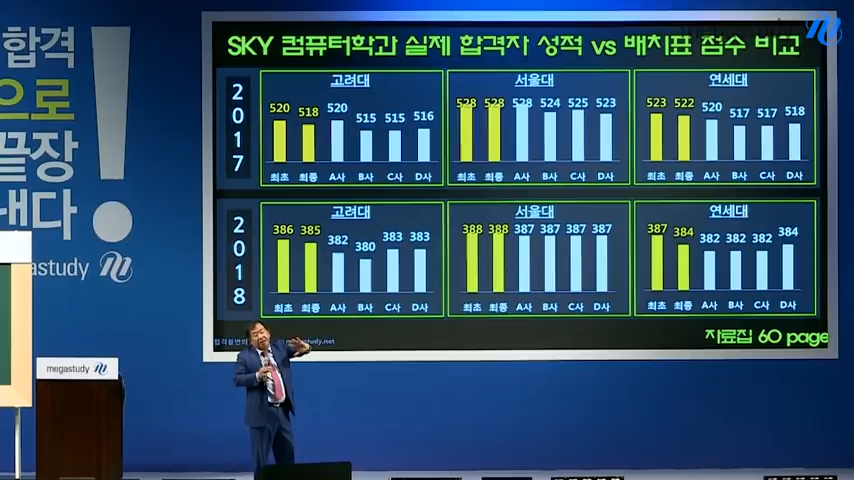 합격
!
으로
끝장
낸다
megastudy
SKY 컴퓨터학과 실제 합격자 성적 vs 배치표 점수 비교
2017
고려대
520 518 520 515 515 516
최초 최종 A사 B사 C사 D사
서울대
528 528 528 524 525 523
최초 최종 A사 B사 C사 D사
연세대
523 522 520 517 517 518
최초 최종 A사 B사 C사 D사
2018
고려대
386 385 382 380 383 383
최초 최종 A사 B사 C사 D사
서울대
388 388 387 387 387 387
최초 최종 A사 B사 C사 D사
연세대
387 384 382 382 382 384
최초 최종 A사 B사 C사 D사
합격불변의
megastudy.net
자료집 60 page
megastudy